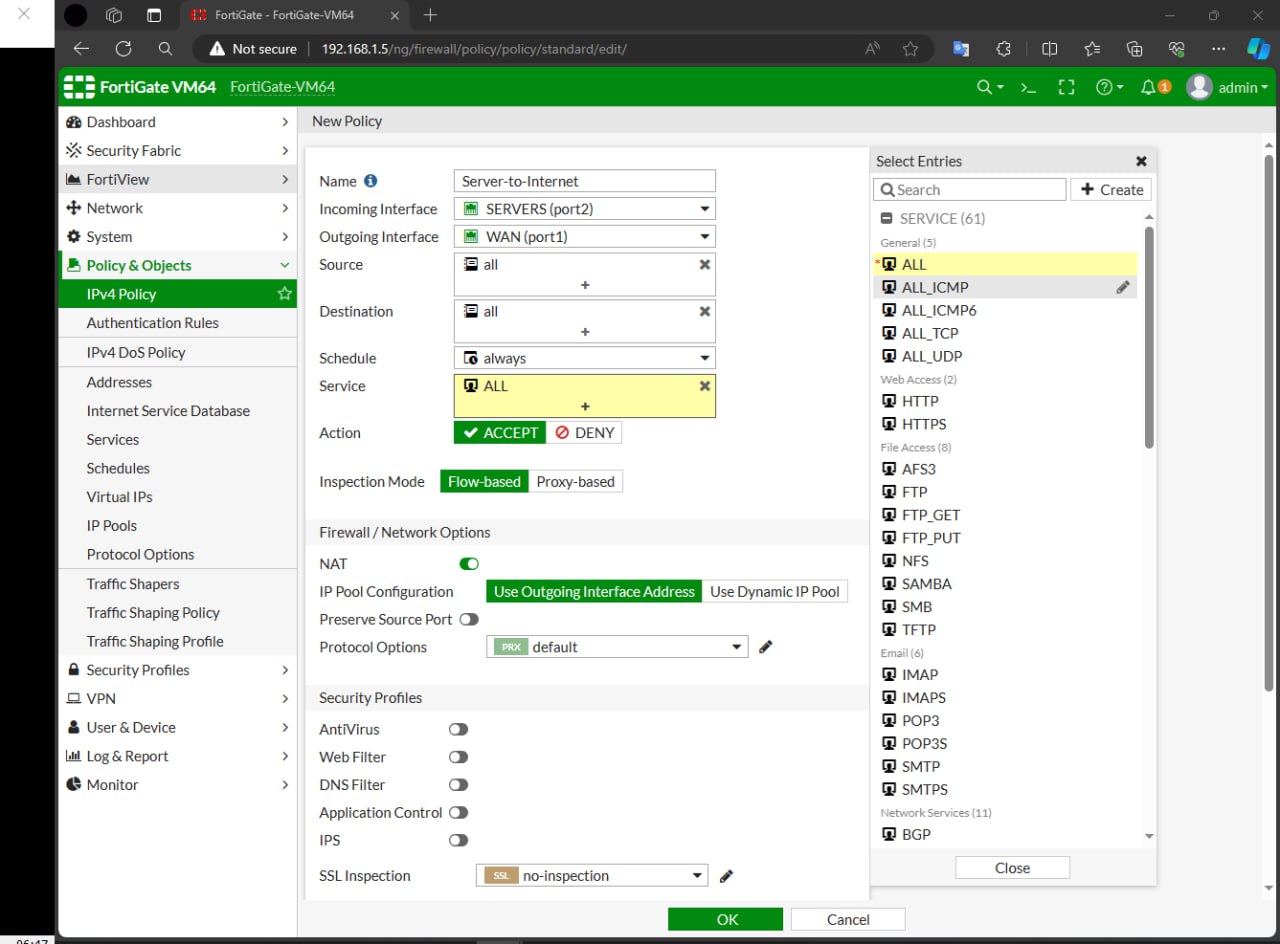 FortiGate - FortiGate-VM64
Not secure 192.168.1.5/ng/firewall/policy/policy/standard/edit/
FortiGate VM64 FortiGate-VM64
1 admin
Dashboard
Security Fabric
FortiView
Network
System
Policy & Objects
IPv4 Policy
Authentication Rules
IPv4 DoS Policy
Addresses
Internet Service Database
Services
Schedules
Virtual IPs
IP Pools
Protocol Options
Traffic Shapers
Traffic Shaping Policy
Traffic Shaping Profile
Security Profiles
VPN
User & Device
Log & Report
Monitor
New Policy
Name Server-to-Internet
Incoming Interface SERVERS (port2)
Outgoing Interface WAN (port1)
Source all
+
Destination all
+
Schedule always
Service ALL
+
Action ACCEPT DENY
Inspection Mode Flow-based Proxy-based
Firewall / Network Options
NAT
IP Pool Configuration Use Outgoing Interface Address Use Dynamic IP Pool
Preserve Source Port
Protocol Options PRX default
Security Profiles
AntiVirus
Web Filter
DNS Filter
Application Control
IPS
SSL Inspection SSL no-inspection
OK Cancel
Select Entries
Search + Create
SERVICE (61)
General (5)
* ALL
ALL_ICMP
ALL_ICMP6
ALL_TCP
ALL_UDP
Web Access (2)
HTTP
HTTPS
File Access (8)
AFS3
FTP
FTP_GET
FTP_PUT
NFS
SAMBA
SMB
TFTP
Email (6)
IMAP
IMAPS
POP3
POP3S
SMTP
SMTPS
Network Services (11)
BGP
Close